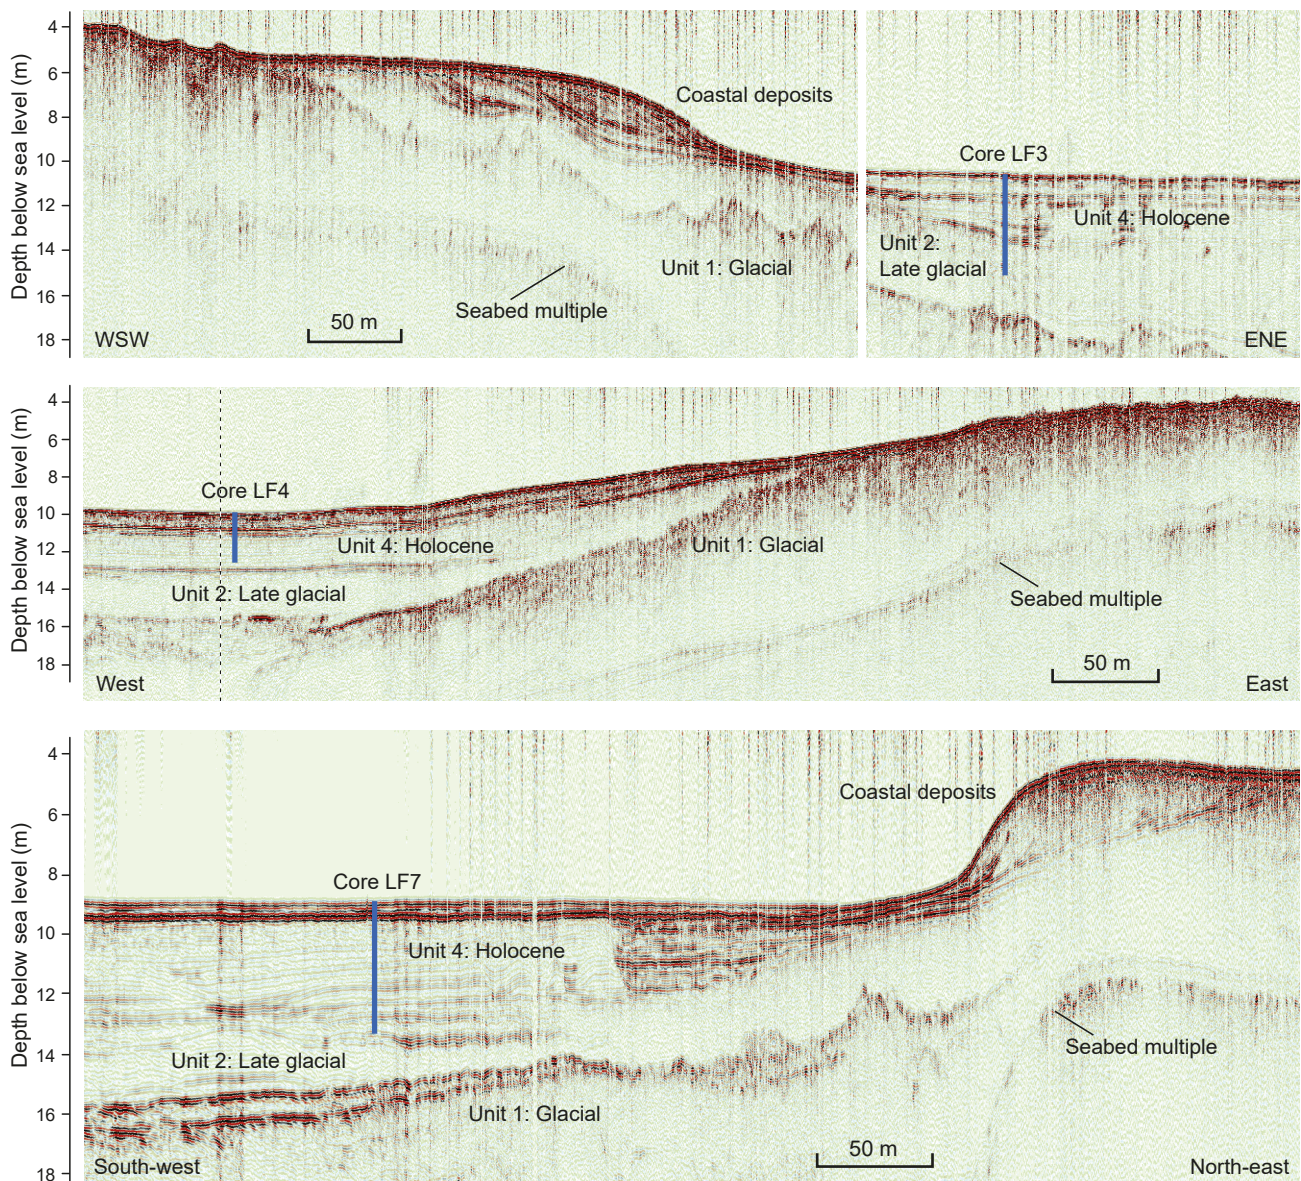 Depth below sea level (m)
4
6
8
10
12
14
16
18
Coastal deposits
Core LF3
Unit 4: Holocene
Unit 2:
Late glacial
Unit 1: Glacial
Seabed multiple
50 m
WSW
ENE
Depth below sea level (m)
4
6
8
10
12
14
16
18
Core LF4
Unit 4: Holocene
Unit 1: Glacial
Unit 2: Late glacial
Seabed multiple
50 m
West
East
Depth below sea level (m)
4
6
8
10
12
14
16
18
Coastal deposits
Core LF7
Unit 4: Holocene
Unit 2: Late glacial
Seabed multiple
Unit 1: Glacial
50 m
South-west
North-east